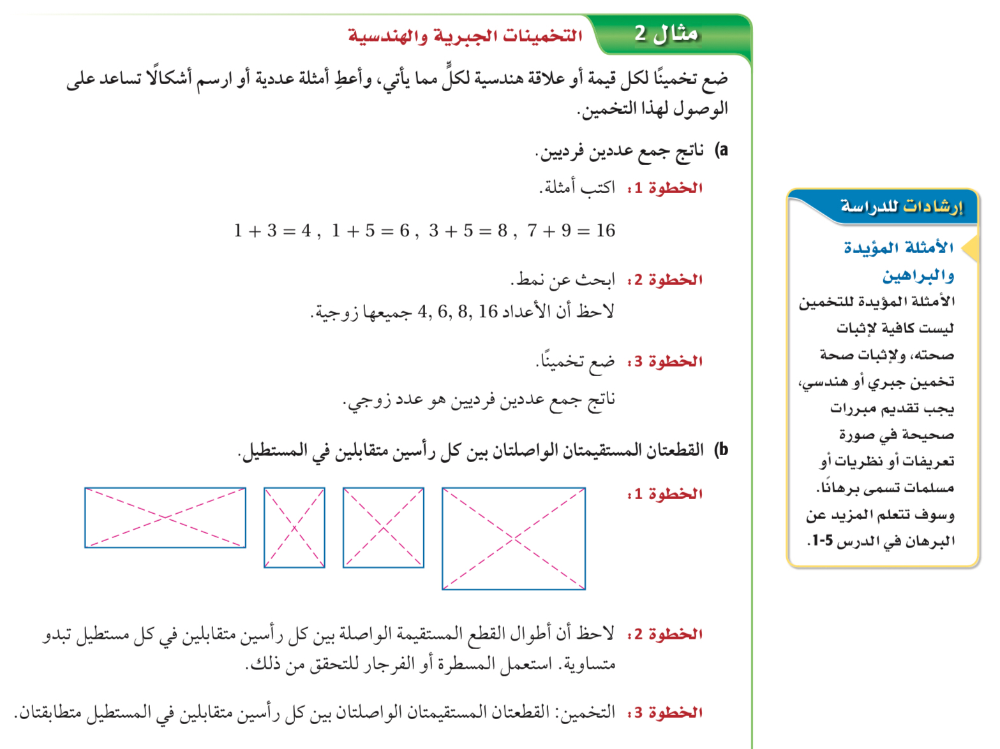 مثال 2 التخمينات الجبرية والهندسية
ضع تخمينًا لكل قيمة أو علاقة هندسية لكلٍّ مما يأتي، وأعطِ أمثلة عددية أو ارسم أشكالًا تساعد على
الوصول لهذا التخمين.
a) ناتج جمع عددين فرديين.
الخطوة 1: اكتب أمثلة.
1 + 3 = 4 , 1 + 5 = 6 , 3 + 5 = 8 , 7 + 9 = 16
الخطوة 2: ابحث عن نمط.
لاحظ أن الأعداد 4, 6, 8, 16 جميعها زوجية.
الخطوة 3: ضع تخمينًا.
ناتج جمع عددين فرديين هو عدد زوجي.
b) القطعتان المستقيمتان الواصلتان بين كل رأسين متقابلين في المستطيل.
الخطوة 1:
الخطوة 2: لاحظ أن أطوال القطع المستقيمة الواصلة بين كل رأسين متقابلين في كل مستطيل تبدو
متساوية. استعمل المسطرة أو الفرجار للتحقق من ذلك.
الخطوة 3: التخمين: القطعتان المستقيمتان الواصلتان بين كل رأسين متقابلين في المستطيل متطابقتان.
إرشادات للدراسة
الأمثلة المؤيدة
والبراهين
الأمثلة المؤيدة للتخمين
ليست كافية لإثبات
صحته، ولإثبات صحة
تخمين جبري أو هندسي،
يجب تقديم مبررات
صحيحة في صورة
تعريفات أو نظريات أو
مسلمات تسمى برهانًا.
وسوف تتعلم المزيد عن
البرهان في الدرس 5-1.